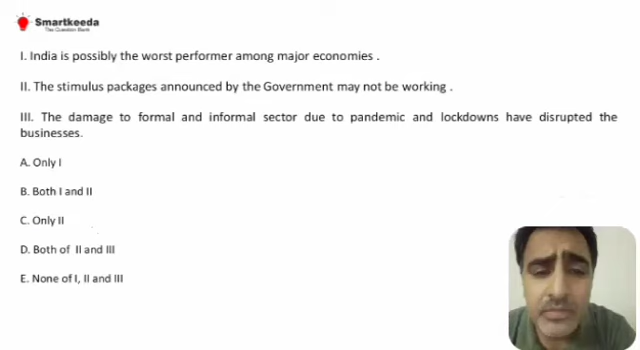 Smartkeeda
The Question Bank
I. India is possibly the worst performer among major economies .
II. The stimulus packages announced by the Government may not be working .
III. The damage to formal and informal sector due to pandemic and lockdowns have disrupted the
businesses.
A. Only I
B. Both I and II
C. Only II
D. Both of II and III
E. None of I, II and III